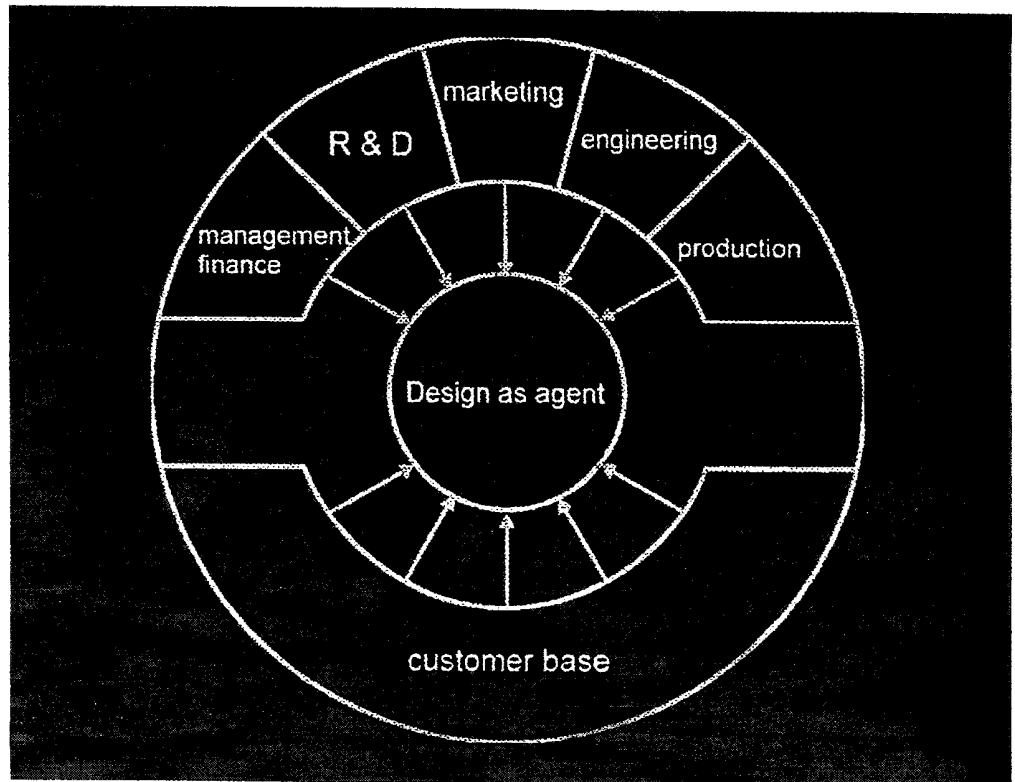 marketing
R & D
engineering
management
finance
production
Design as agent
customer base